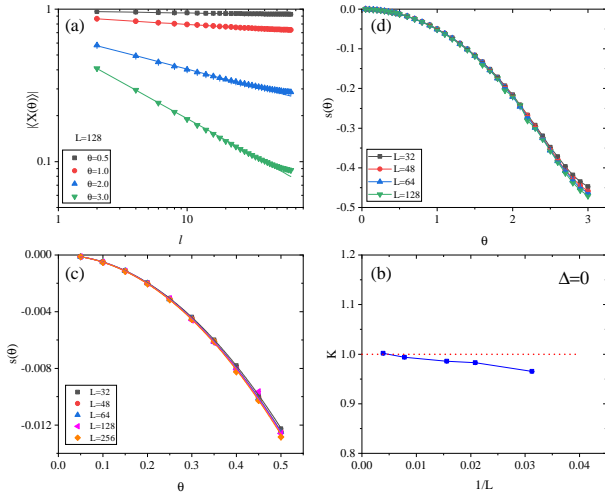 (a)
1
0.1
|⟨X(θ)⟩|
L=128
θ=0.5
θ=1.0
θ=2.0
θ=3.0
1
10
l
(d)
0.0
-0.1
-0.2
-0.3
-0.4
-0.5
s(θ)
L=32
L=48
L=64
L=128
0
1
2
3
θ
(c)
0.000
-0.004
-0.008
-0.012
s(θ)
L=32
L=48
L=64
L=128
L=256
0.0
0.1
0.2
0.3
0.4
0.5
θ
(b)
Δ=0
1.2
1.1
1.0
0.9
0.8
K
0.00
0.01
0.02
0.03
0.04
1/L